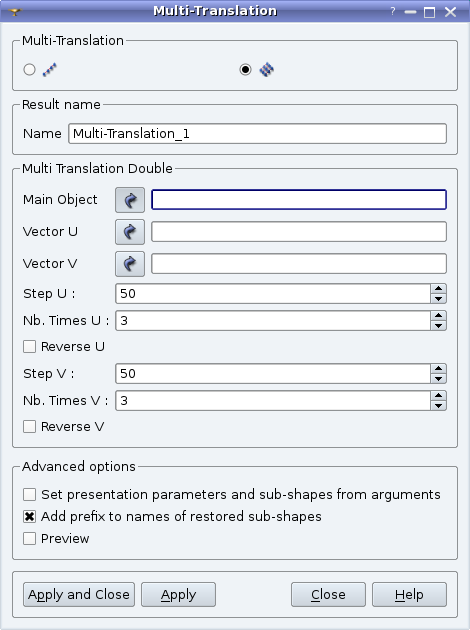 Multi-Translation
?
Multi-Translation
Result name
Name Multi-Translation_1
Multi Translation Double
Main Object
Vector U
Vector V
Step U : 50
Nb. Times U : 3
Reverse U
Step V : 50
Nb. Times V : 3
Reverse V
Advanced options
Set presentation parameters and sub-shapes from arguments
Add prefix to names of restored sub-shapes
Preview
Apply and Close Apply Close Help